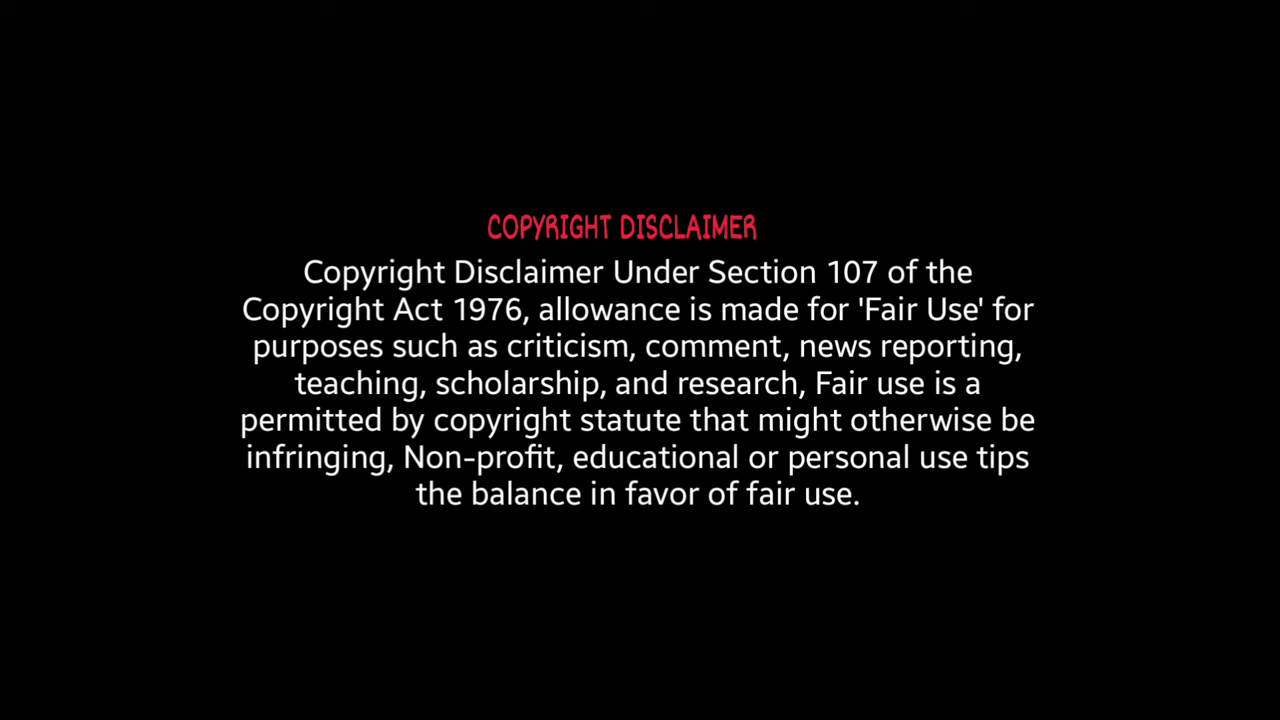 COPYRIGHT DISCLAIMER
Copyright Disclaimer Under Section 107 of the
Copyright Act 1976, allowance is made for 'Fair Use' for
purposes such as criticism, comment, news reporting,
teaching, scholarship, and research, Fair use is a
permitted by copyright statute that might otherwise be
infringing, Non-profit, educational or personal use tips
the balance in favor of fair use.